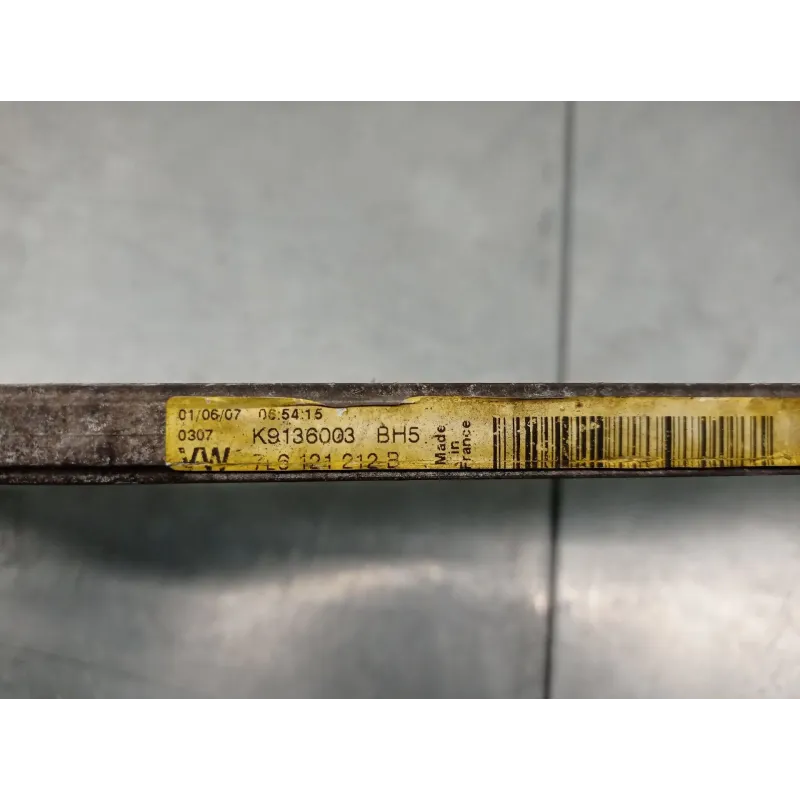 01/06/07 06:54:15
0307 K9136003 BH5
VW 7L6 121 212 B
Made
in
France